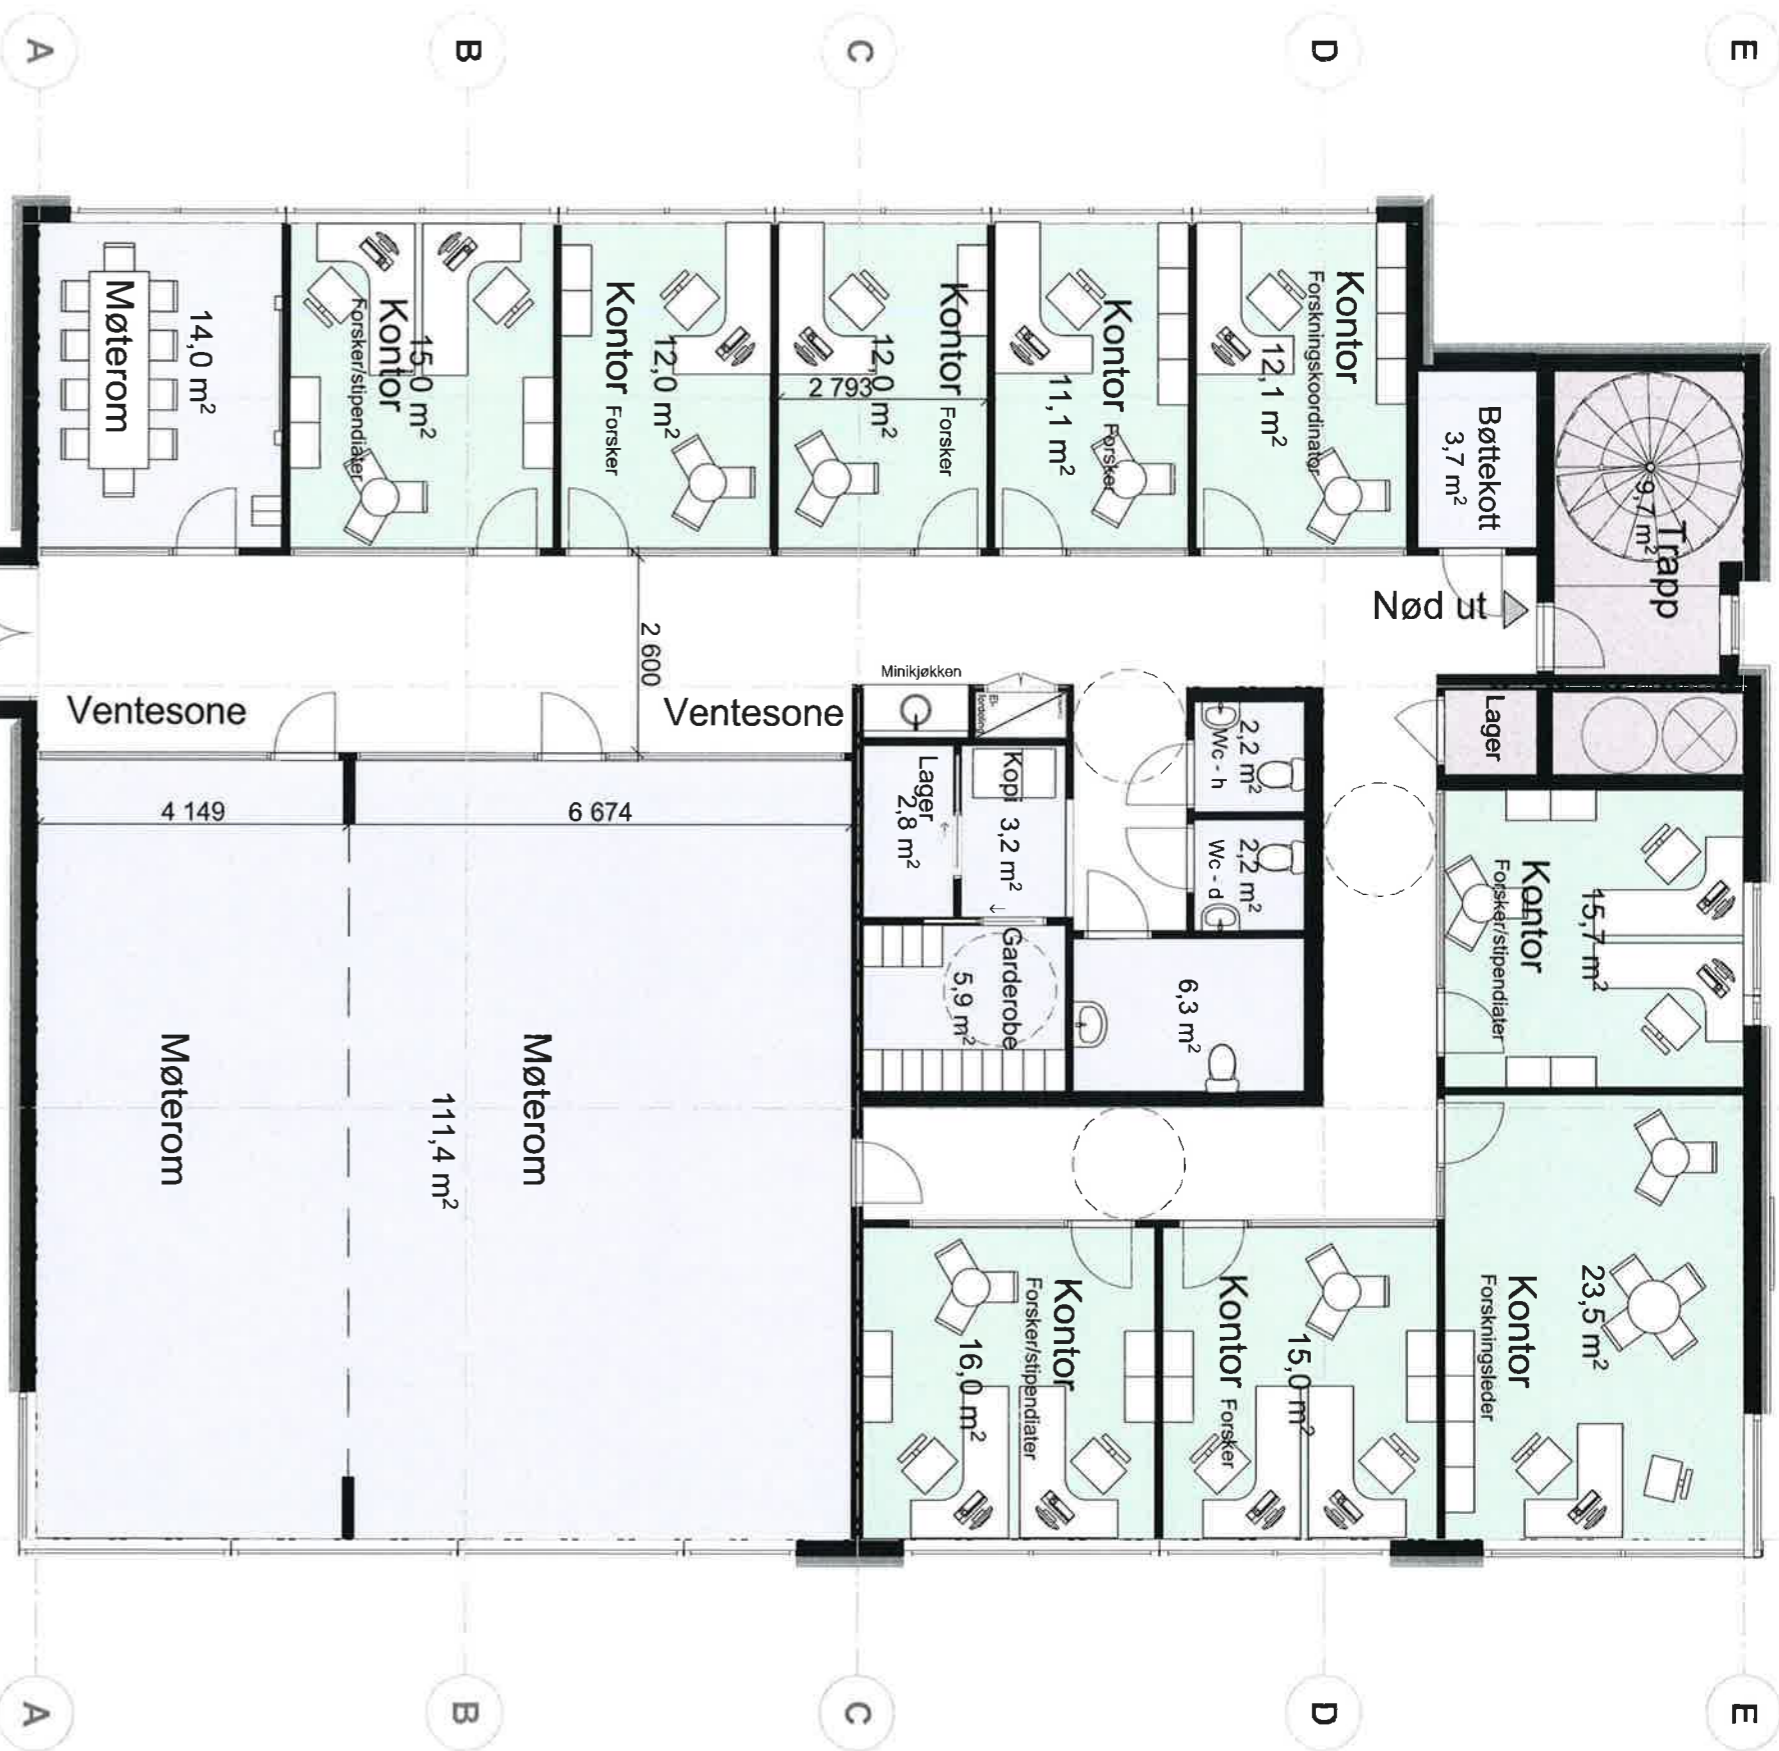 A
B
C
D
E
Møterom
14,0 m²
Kontor
Forsker/stipendiater
15,0 m²
Kontor Forsker
12,0 m²
Kontor Forsker
12,0 m²
2 793
Kontor Forsker
11,1 m²
Kontor
Forskningskoordinator
12,1 m²
Bøttekott
3,7 m²
Trapp
9,7 m²
Nød ut
2 600
Ventesone
Ventesone
Minikjøkken
Lager
4 149
6 674
Lager
2,8 m²
Kopi 3,2 m²
2,2 m²
Wc - h
2,2 m²
Wc - d
Garderobe
5,9 m²
6,3 m²
Kontor
Forsker/stipendiater
15,7 m²
Møterom
Møterom
111,4 m²
Kontor
Forsker/stipendiater
16,0 m²
Kontor Forsker
15,0 m²
Kontor
Forskningsleder
23,5 m²
A
B
C
D
E